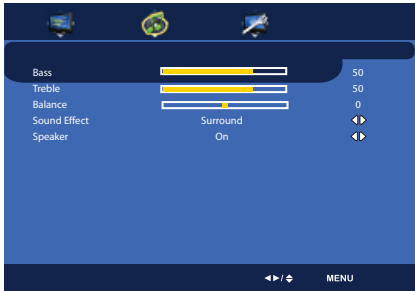 Bass 50
Treble 50
Balance 0
Sound Effect Surround
Speaker On
◄►/ MENU